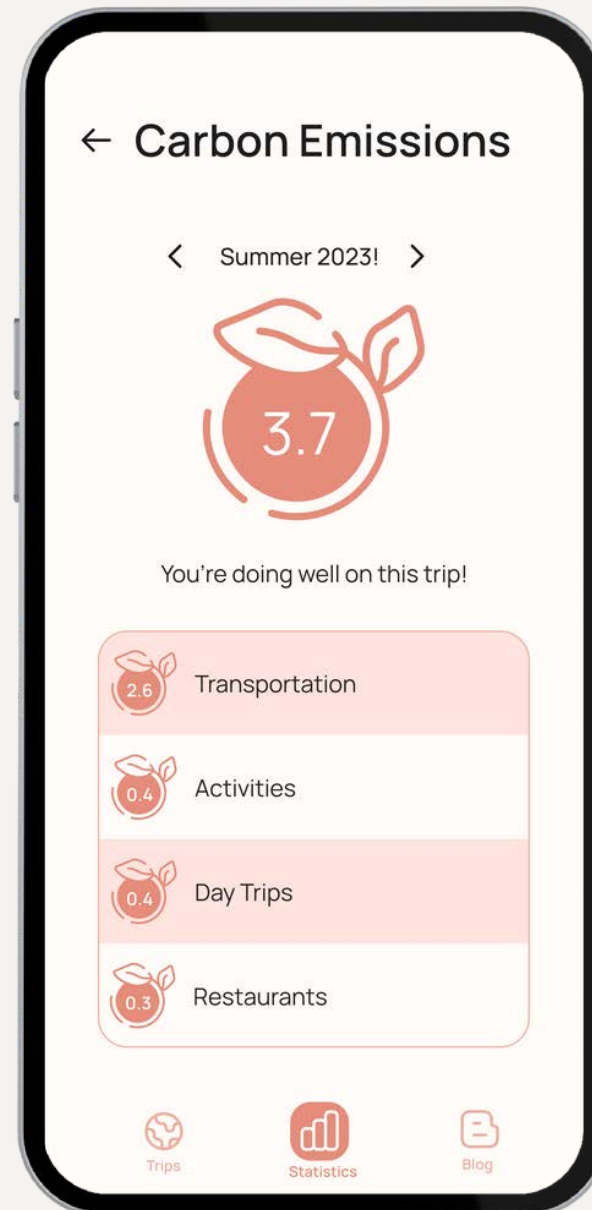 Carbon Emissions
Summer 2023!
3.7
You're doing well on this trip!
2.6 Transportation
0.4 Activities
0.4 Day Trips
0.3 Restaurants
Trips Statistics Blog